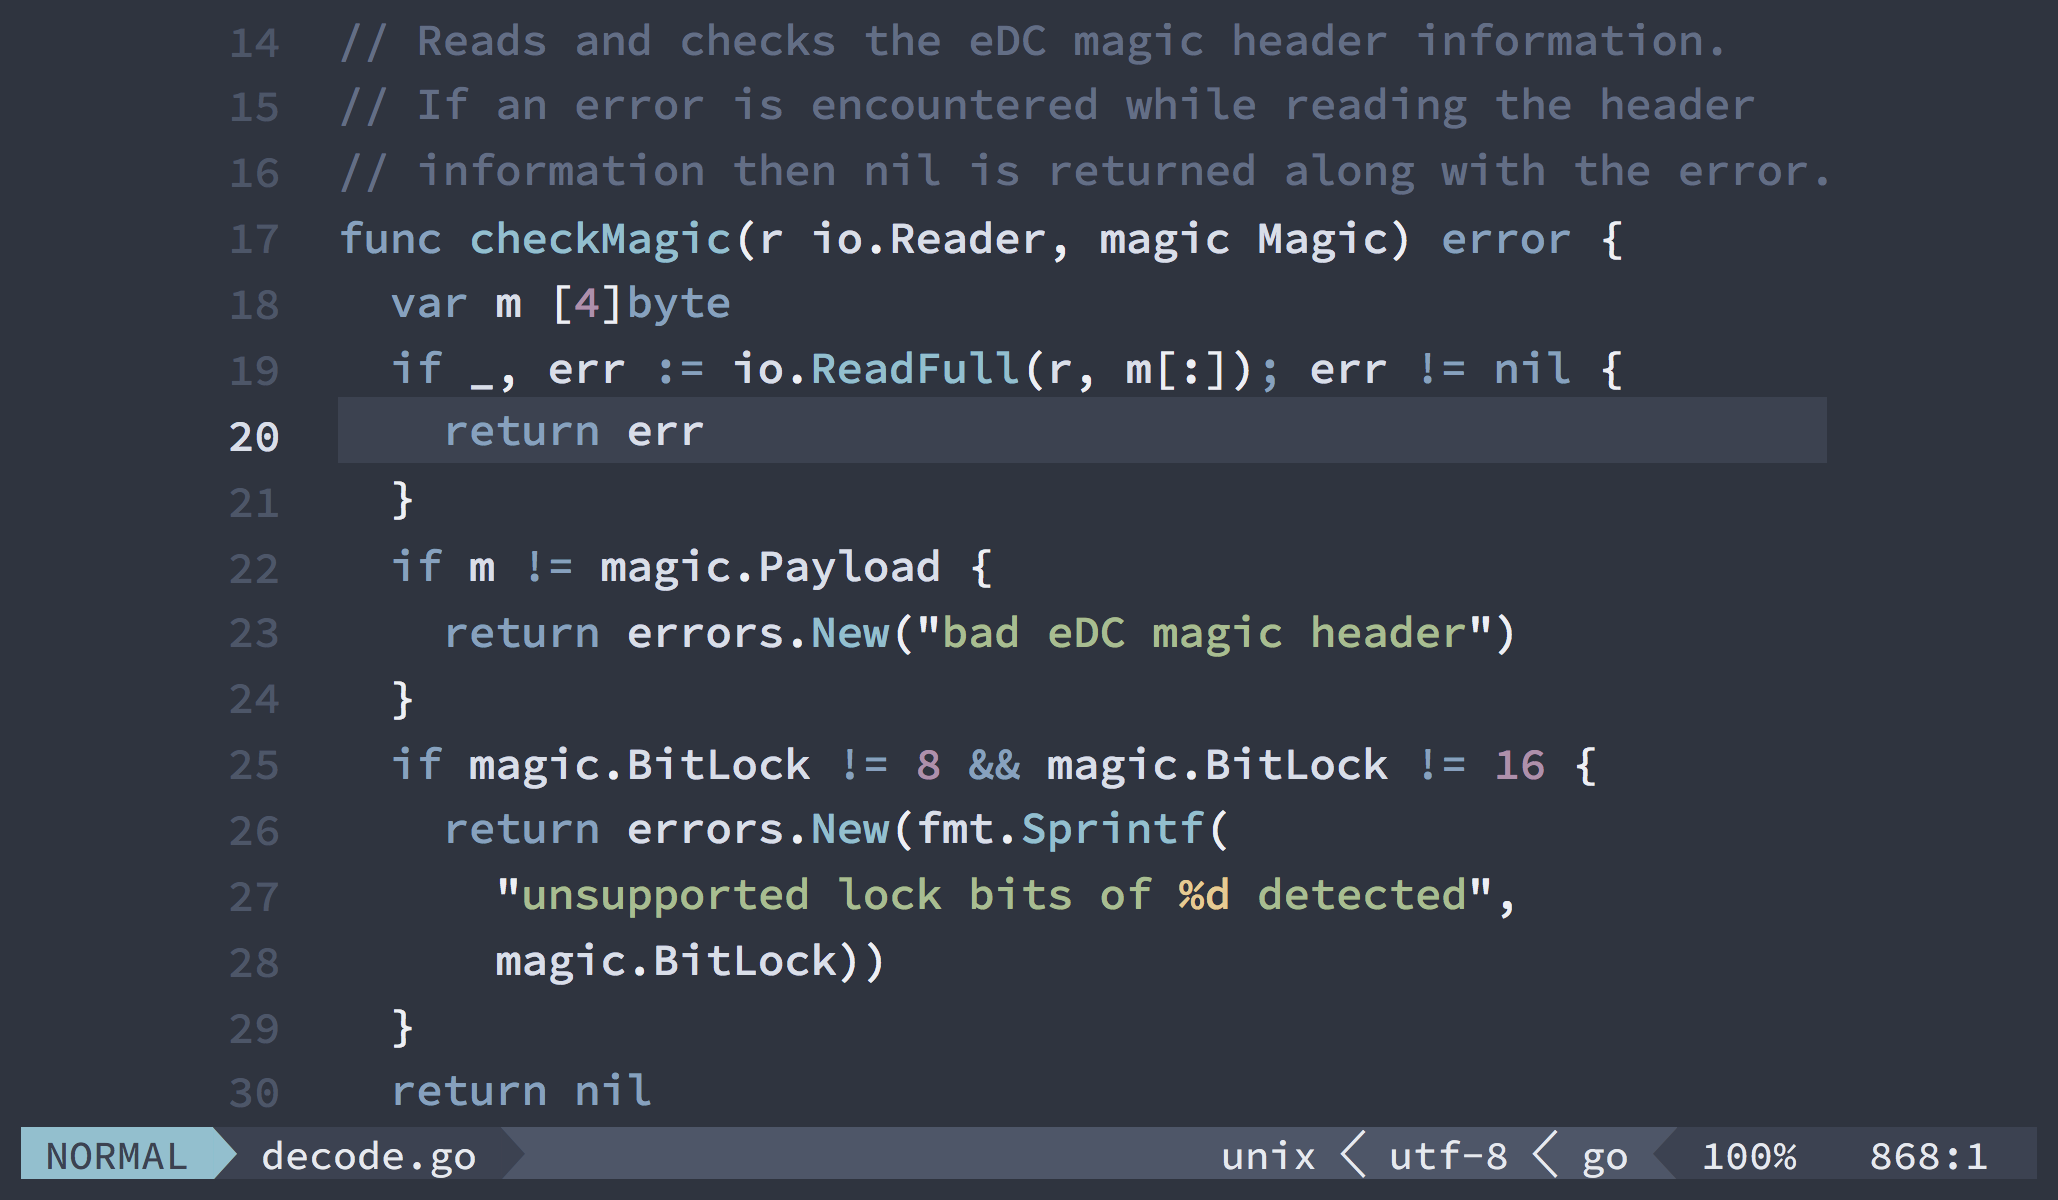 14 // Reads and checks the eDC magic header information.
15 // If an error is encountered while reading the header
16 // information then nil is returned along with the error.
17 func checkMagic(r io.Reader, magic Magic) error {
18   var m [4]byte
19   if _, err := io.ReadFull(r, m[:]); err != nil {
20     return err
21   }
22   if m != magic.Payload {
23     return errors.New("bad eDC magic header")
24   }
25   if magic.BitLock != 8 && magic.BitLock != 16 {
26     return errors.New(fmt.Sprintf(
27       "unsupported lock bits of %d detected",
28       magic.BitLock))
29   }
30   return nil
NORMAL decode.go unix utf-8 go 100% 868:1